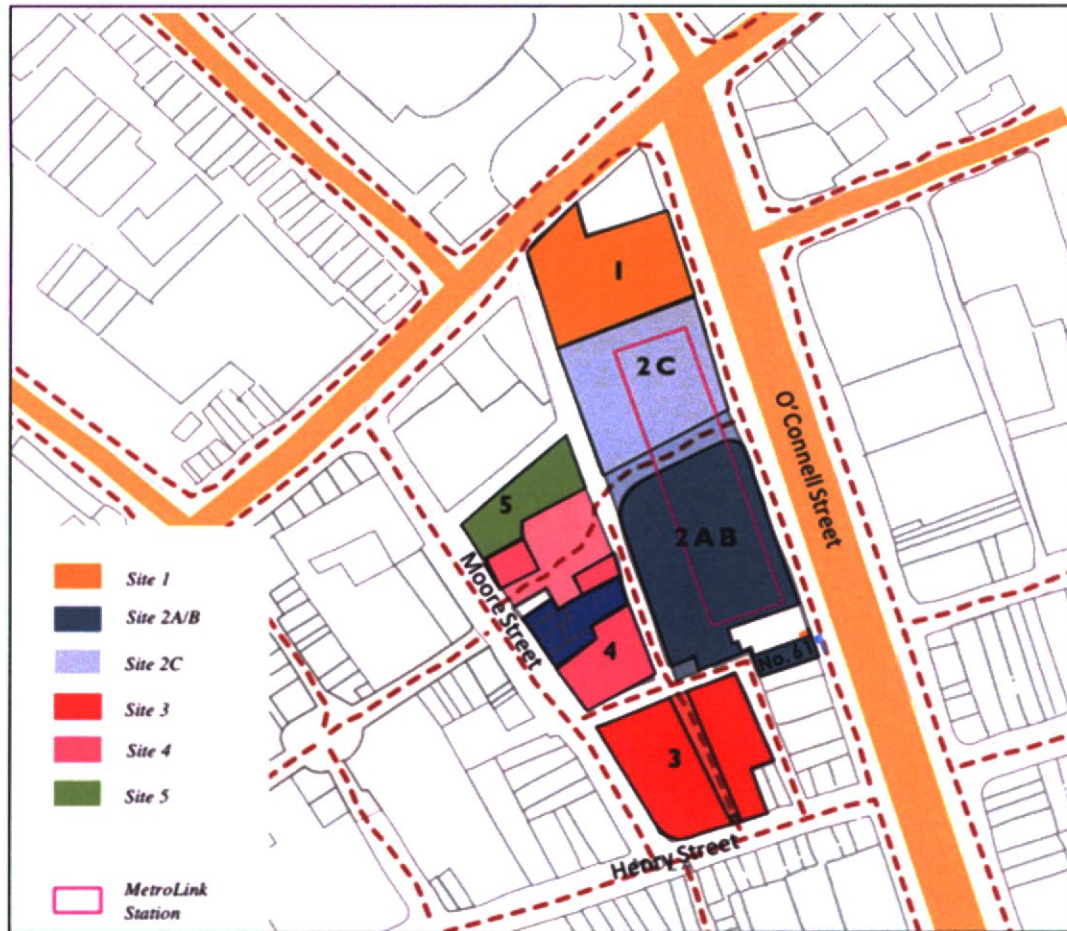 1
2C
O'Connell Street
5
2AB
Moore Street
4
No. 61
3
Henry Street
Site 1
Site 2A/B
Site 2C
Site 3
Site 4
Site 5
MetroLink
Station